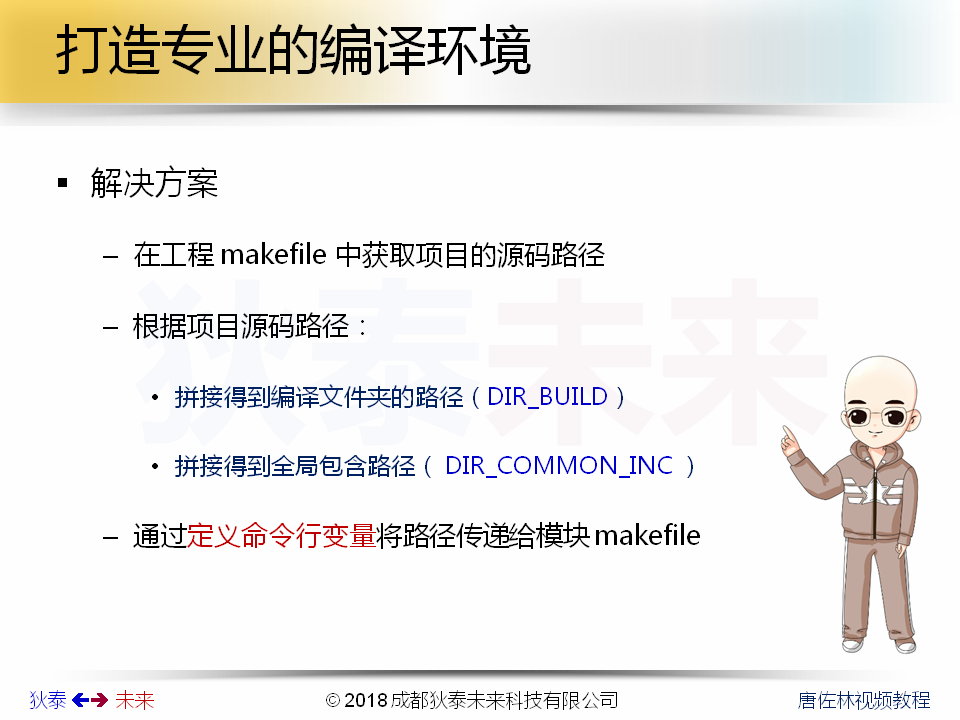 打造专业的编译环境
▪ 解决方案
– 在工程 makefile 中获取项目的源码路径
– 根据项目源码路径：
• 拼接得到编译文件夹的路径（DIR_BUILD）
• 拼接得到全局包含路径（ DIR_COMMON_INC ）
– 通过定义命令行变量将路径传递给模块 makefile
狄泰未来
狄泰 ←→ 未来
© 2018 成都狄泰未来科技有限公司
唐佐林视频教程